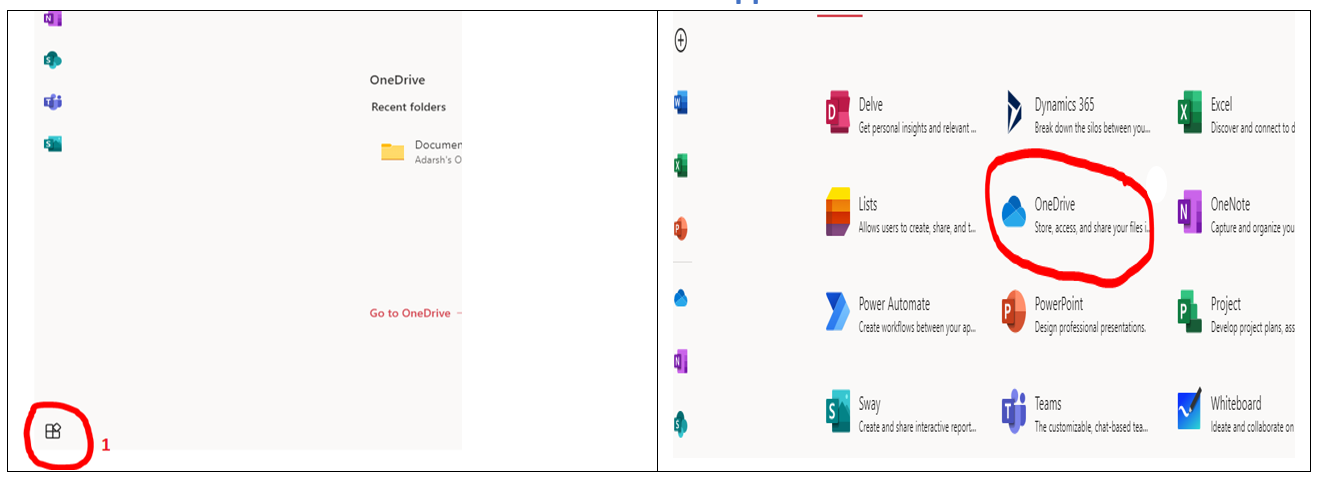 OneDrive
Recent folders
Documen
Adarsh's O
Go to OneDrive
1
Delve
Get personal insights and relevant ...
Dynamics 365
Break down the silos between you...
Excel
Discover and connect to d
Lists
Allows users to create, share, and t...
OneDrive
Store, access, and share your files i...
OneNote
Capture and organize you
Power Automate
Create workflows between your ap...
PowerPoint
Design professional presentations.
Project
Develop project plans, ass
Sway
Create and share interactive report...
Teams
The customizable, chat-based tea...
Whiteboard
Ideate and collaborate on